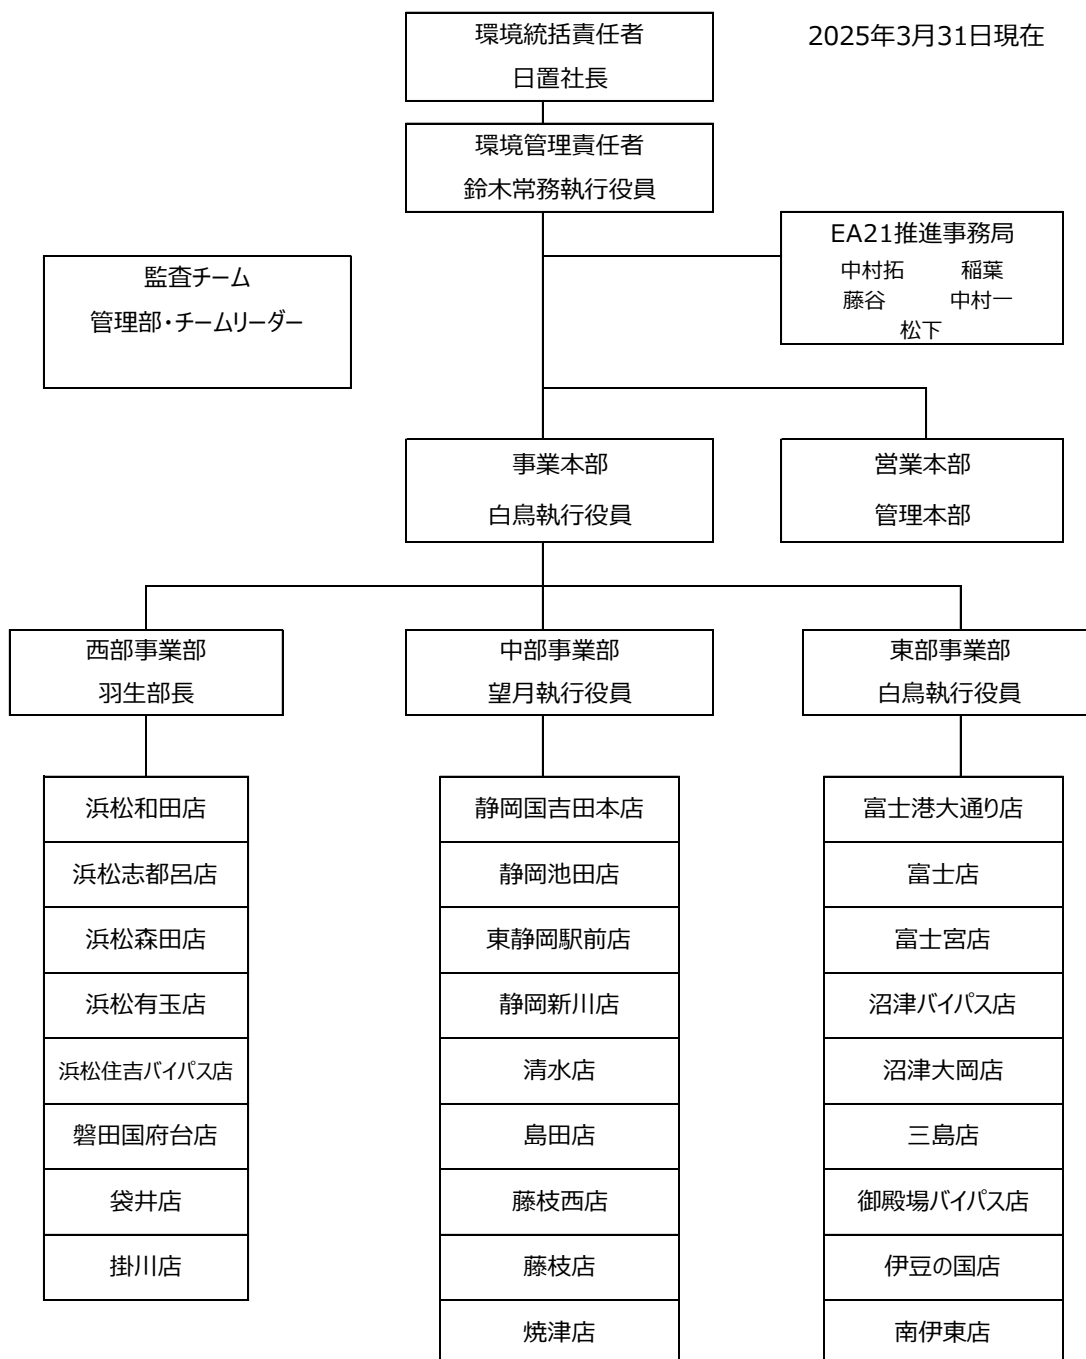 環境統括責任者
日置社長
2025年3月31日現在
環境管理責任者
鈴木常務執行役員
EA21推進事務局
中村拓 稲葉
藤谷 中村一
松下
監査チーム
管理部・チームリーダー
事業本部
白鳥執行役員
営業本部
管理本部
西部事業部
羽生部長
中部事業部
望月執行役員
東部事業部
白鳥執行役員
浜松和田店
浜松志都呂店
浜松森田店
浜松有玉店
浜松住吉バイパス店
磐田国府台店
袋井店
掛川店
静岡国吉田本店
静岡池田店
東静岡駅前店
静岡新川店
清水店
島田店
藤枝西店
藤枝店
焼津店
富士港大通り店
富士店
富士宮店
沼津バイパス店
沼津大岡店
三島店
御殿場バイパス店
伊豆の国店
南伊東店